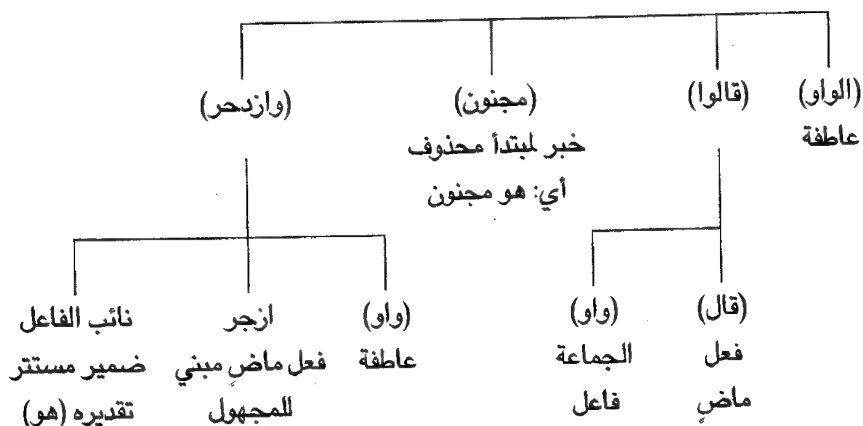 (الواو) (قالوا) (مجنون) (وازدحر)
عاطفة
خبر لمبتدأ محذوف
أي: هو مجنون
(قال) (واو) (واو) ازجر نائب الفاعل
فعل الجماعة عاطفة فعل ماضٍ مبني ضمير مستتر
ماضٍ فاعل للمجهول تقديره (هو)